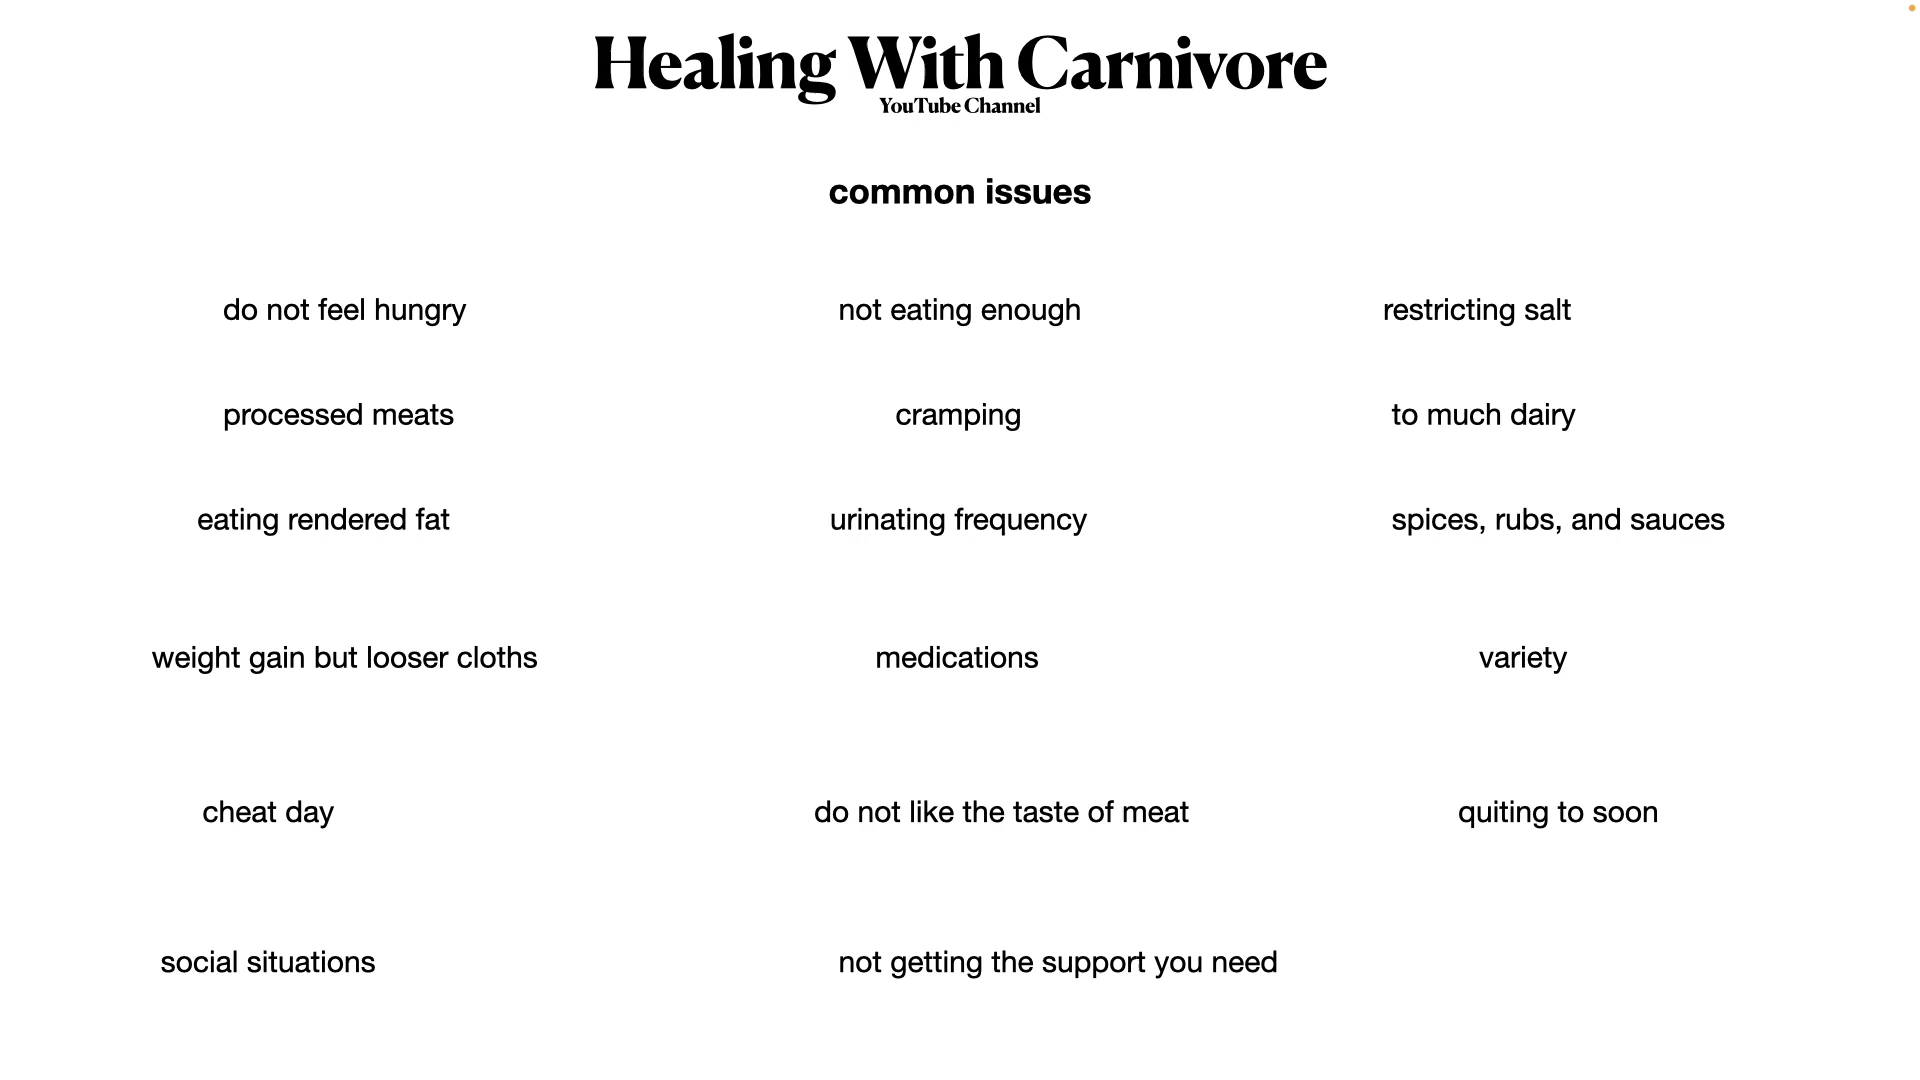 Healing With Carnivore
YouTube Channel
common issues
do not feel hungry
not eating enough
restricting salt
processed meats
cramping
to much dairy
eating rendered fat
urinating frequency
spices, rubs, and sauces
weight gain but looser cloths
medications
variety
cheat day
do not like the taste of meat
quiting to soon
social situations
not getting the support you need